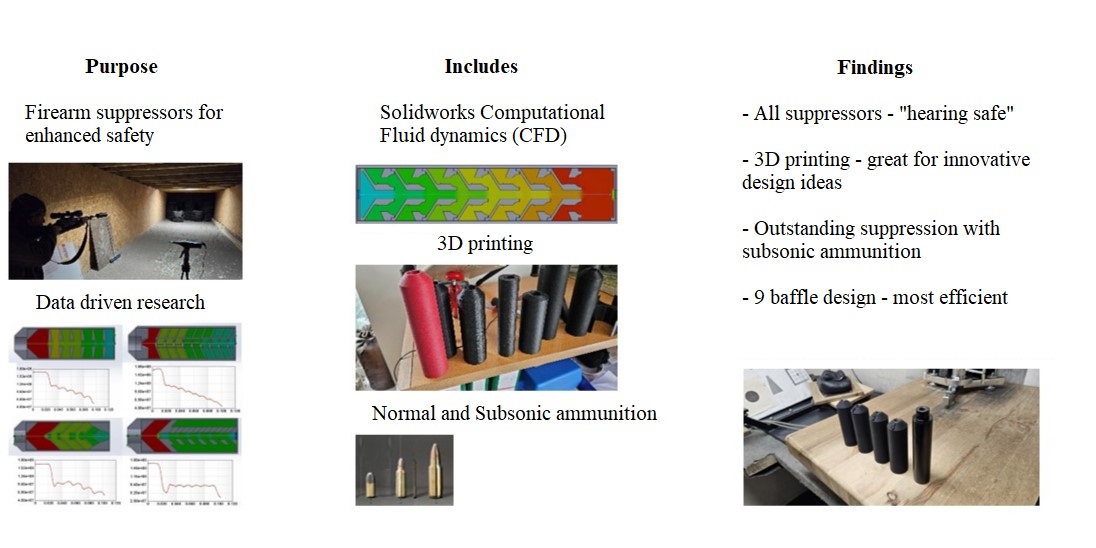 Purpose
Firearm suppressors for
enhanced safety
Data driven research
Includes
Solidworks Computational
Fluid dynamics (CFD)
3D printing
Normal and Subsonic ammunition
Findings
- All suppressors - "hearing safe"
- 3D printing - great for innovative
design ideas
- Outstanding suppression with
subsonic ammunition
- 9 baffle design - most efficient